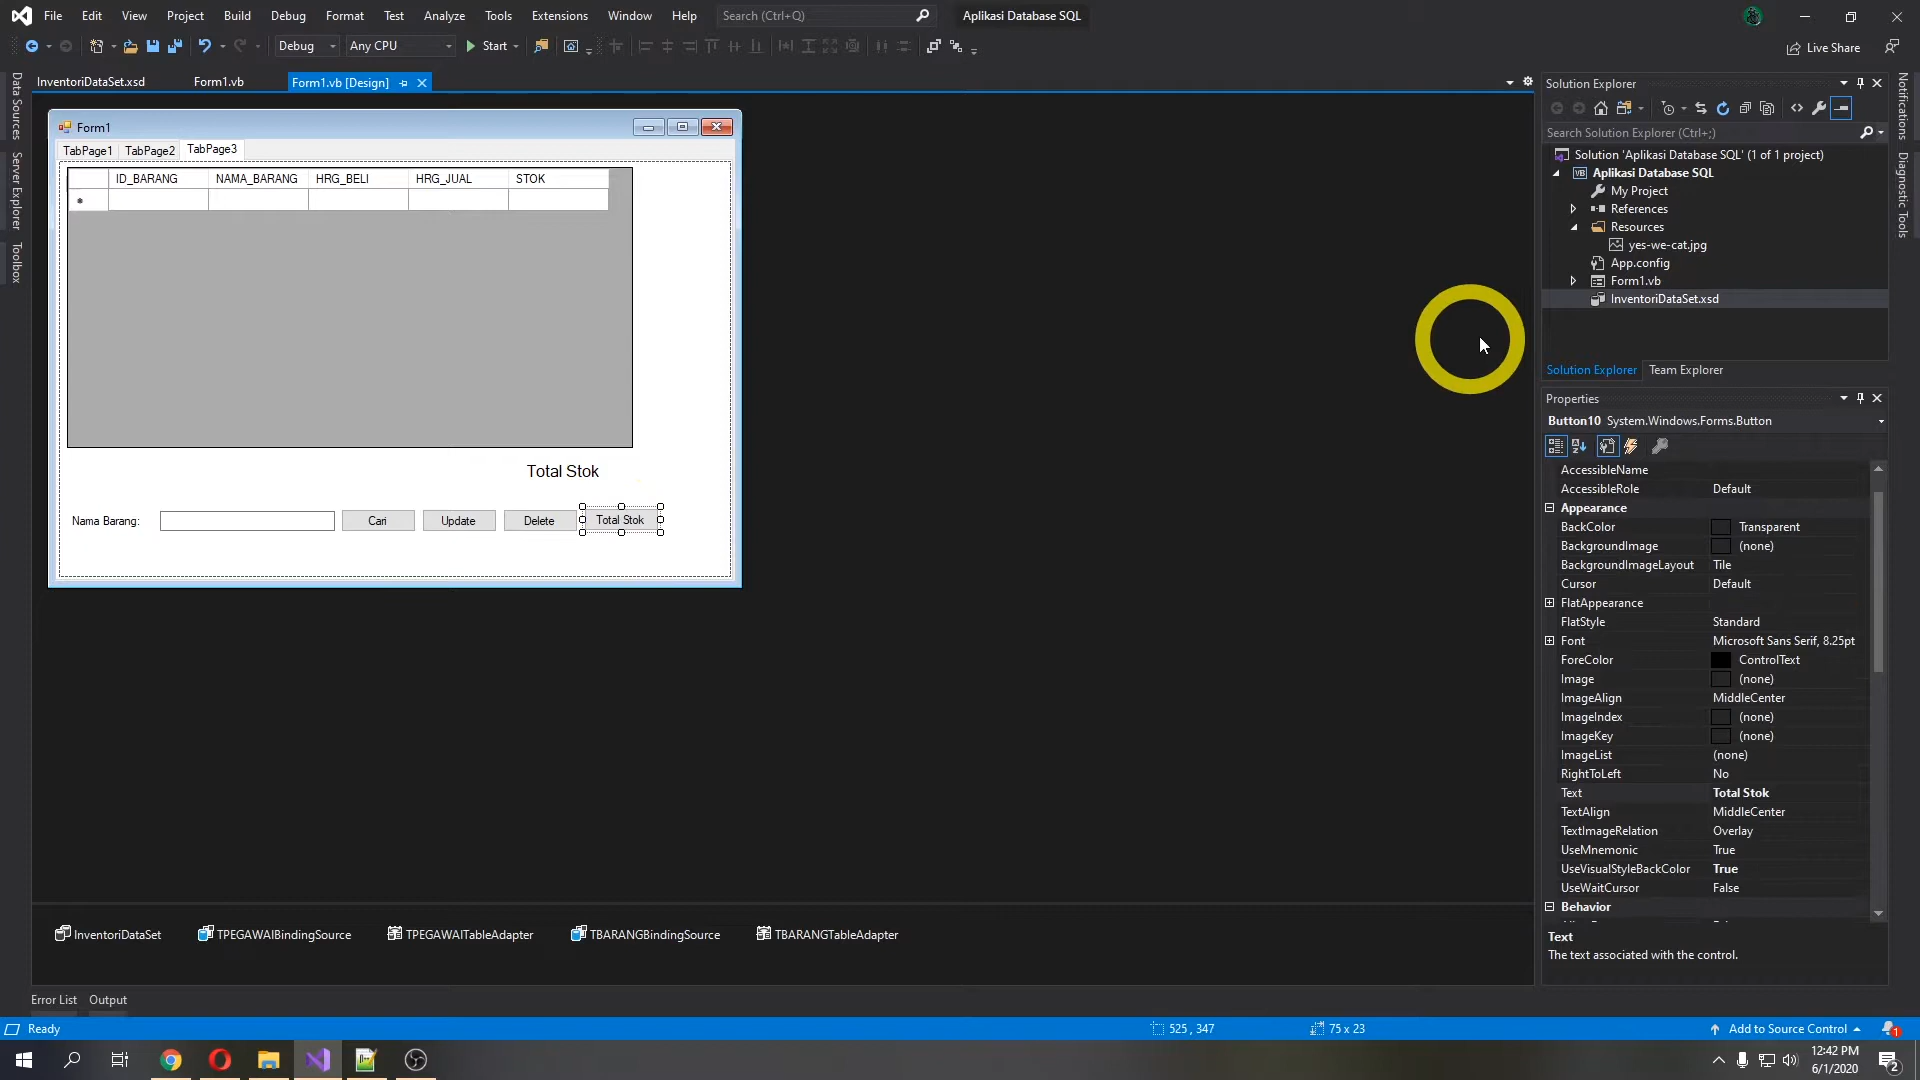 File Edit View Project Build Debug Format Test Analyze Tools Extensions Window Help Search (Ctrl+Q) Aplikasi Database SQL
Debug Any CPU Start Live Share
InventoriDataSet.xsd Form1.vb Form1.vb [Design]
Data Sources
Server Explorer
Toolbox
Form1
TabPage1 TabPage2 TabPage3
ID_BARANG NAMA_BARANG HRG_BELI HRG_JUAL STOK
Total Stok
Nama Barang: Cari Update Delete Total Stok
InventoriDataSet TPEGAWAIBindingSource TPEGAWAITableAdapter TBARANGBindingSource TBARANGTableAdapter
Solution Explorer
Search Solution Explorer (Ctrl+;)
Solution 'Aplikasi Database SQL' (1 of 1 project)
Aplikasi Database SQL
My Project
References
Resources
yes-we-cat.jpg
App.config
Form1.vb
InventoriDataSet.xsd
Solution Explorer Team Explorer
Notifications
Diagnostic Tools
Properties
Button10 System.Windows.Forms.Button
AccessibleName
AccessibleRole Default
Appearance
BackColor Transparent
BackgroundImage (none)
BackgroundImageLayout Tile
Cursor Default
FlatAppearance
FlatStyle Standard
Font Microsoft Sans Serif, 8.25pt
ForeColor ControlText
Image (none)
ImageAlign MiddleCenter
ImageIndex (none)
ImageKey (none)
ImageList (none)
RightToLeft No
Text Total Stok
TextAlign MiddleCenter
TextImageRelation Overlay
UseMnemonic True
UseVisualStyleBackColor True
UseWaitCursor False
Behavior
Text
The text associated with the control.
Error List Output
Ready 525 , 347 75 x 23 Add to Source Control 1
12:42 PM
6/1/2020
2